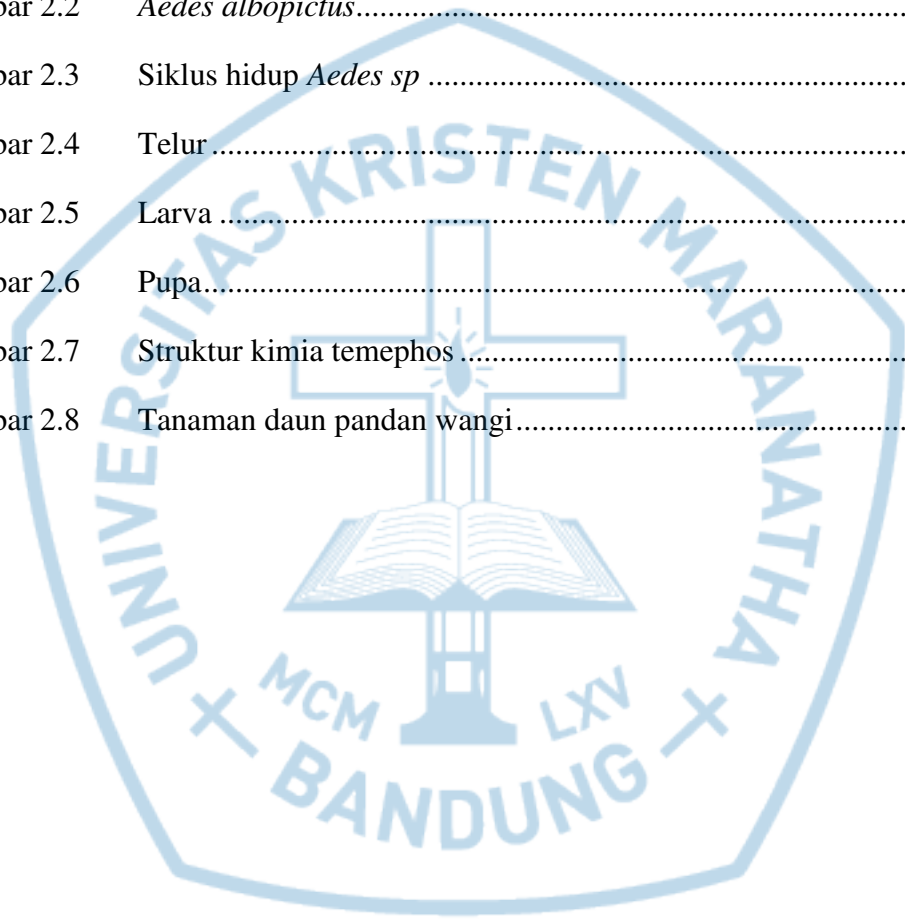 bar 2.2 Aedes albopictus................................................................................
bar 2.3 Siklus hidup Aedes sp .....................................................................
bar 2.4 Telur..................................................................................................
bar 2.5 Larva .................................................................................................
bar 2.6 Pupa...................................................................................................
bar 2.7 Struktur kimia temephos .................................................................
bar 2.8 Tanaman daun pandan wangi..........................................................
UNIVERSITAS KRISTEN MARANATHA
MCM LXV
BANDUNG